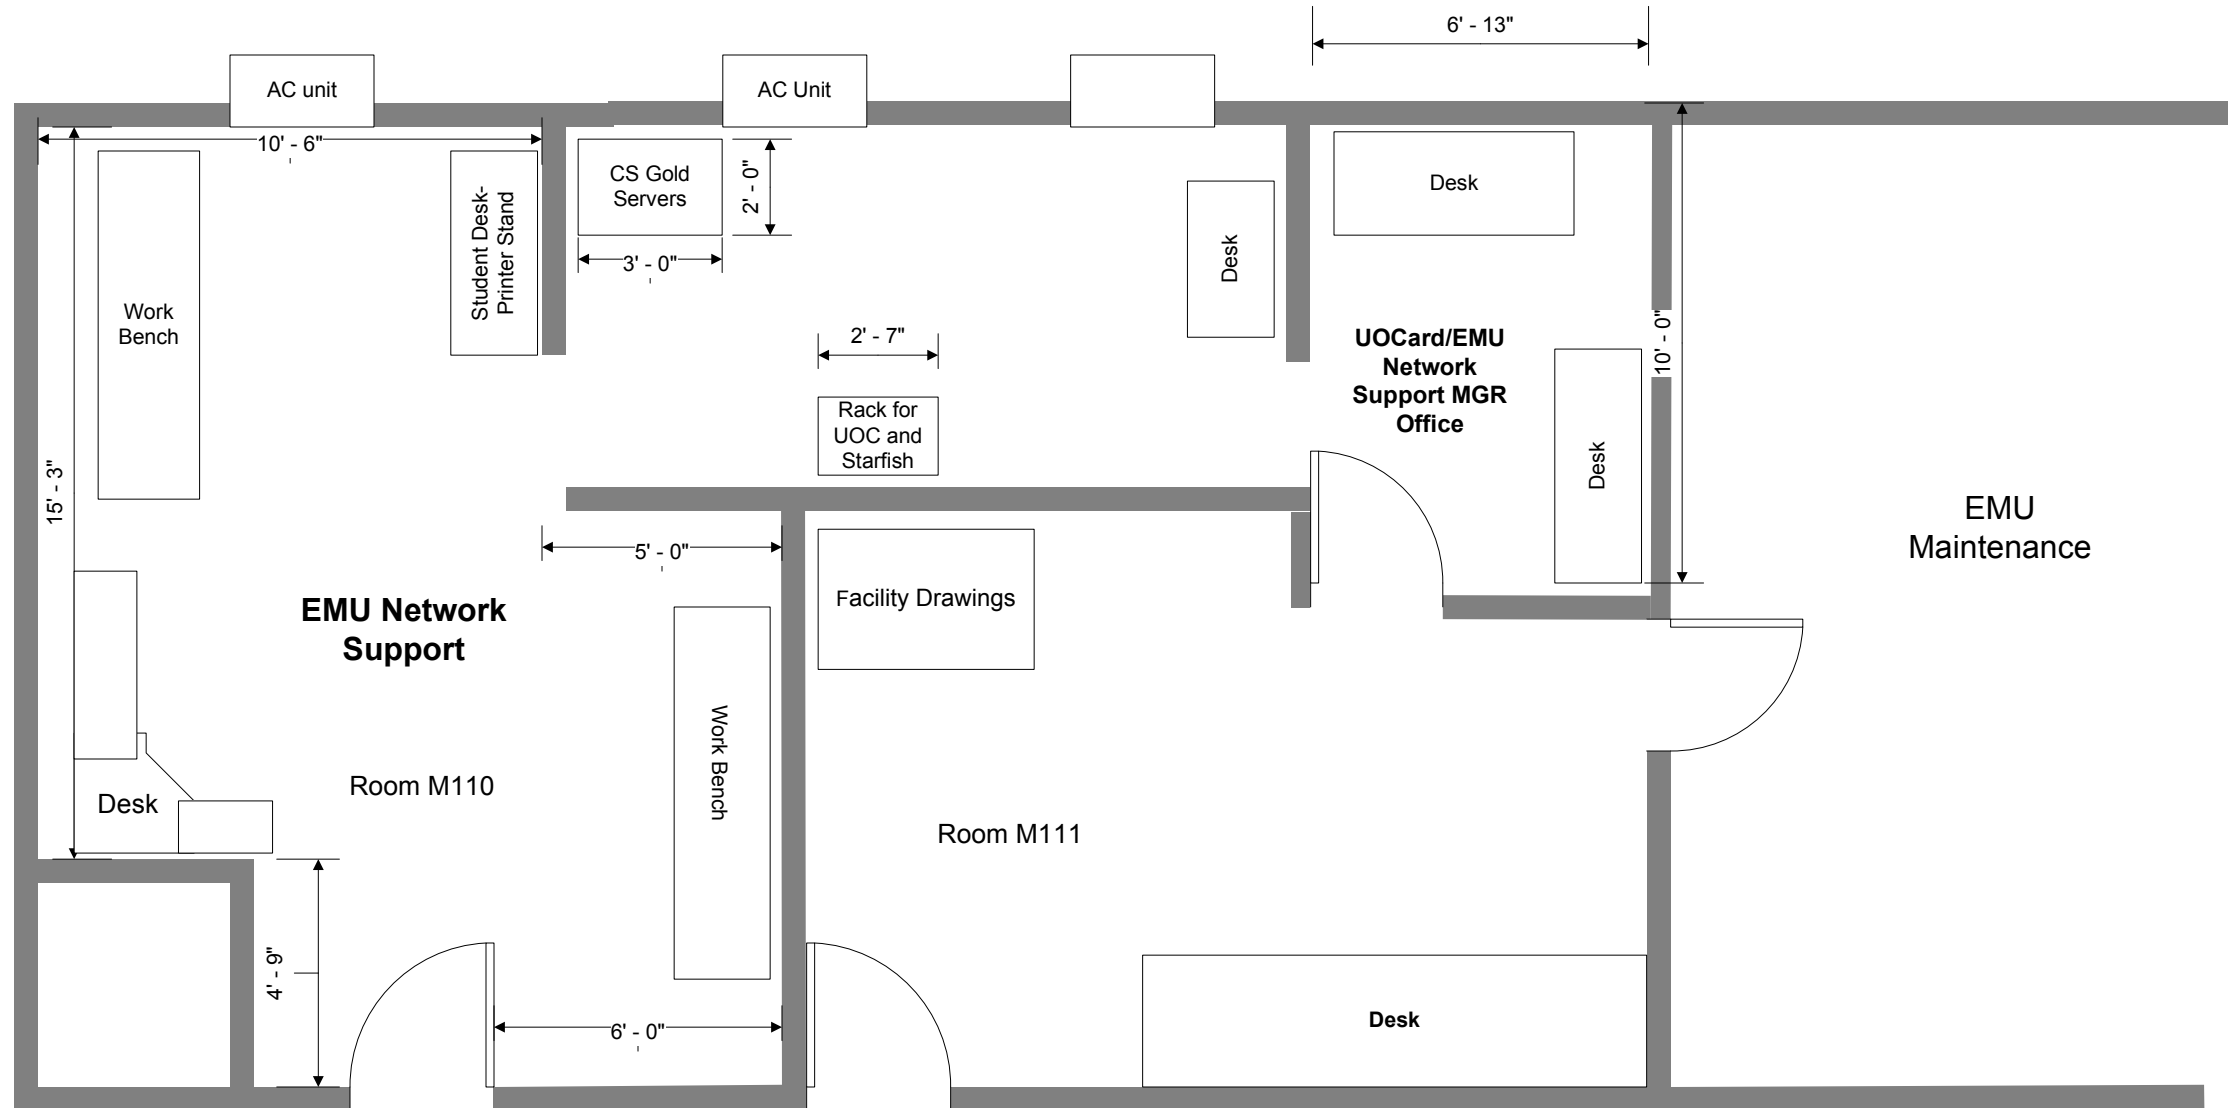 6' - 13"
AC unit
AC Unit
10' - 6"
CS Gold
Servers
2' - 0"
3' - 0"
Student Desk-
Printer Stand
Work
Bench
Desk
Desk
2' - 7"
Rack for
UOC and
Starfish
UOCard/EMU
Network
Support MGR
Office
10' - 0"
Desk
15' - 3"
5' - 0"
EMU
Maintenance
Facility Drawings
EMU Network
Support
Work Bench
Room M110
Desk
Room M111
4' - 9"
6' - 0"
Desk